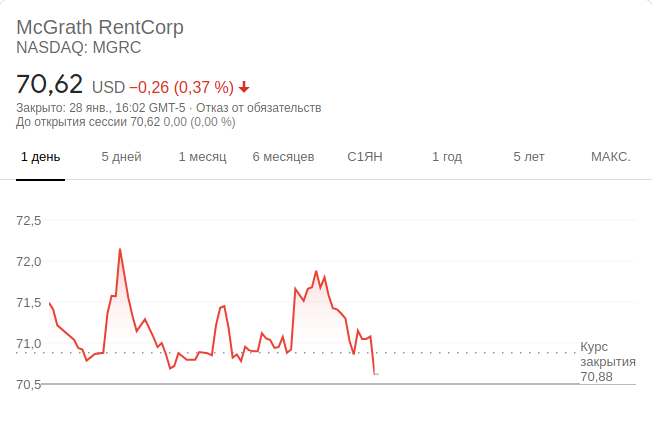 McGrath RentCorp
NASDAQ: MGRC
70,62 USD −0,26 (0,37 %)
Закрыто: 28 янв., 16:02 GMT-5 · Отказ от обязательств
До открытия сессии 70,62 0,00 (0,00 %)
1 день 5 дней 1 месяц 6 месяцев С1ЯН 1 год 5 лет МАКС.
72,5
72,0
71,5
71,0
70,5
Курс
закрытия
70,88